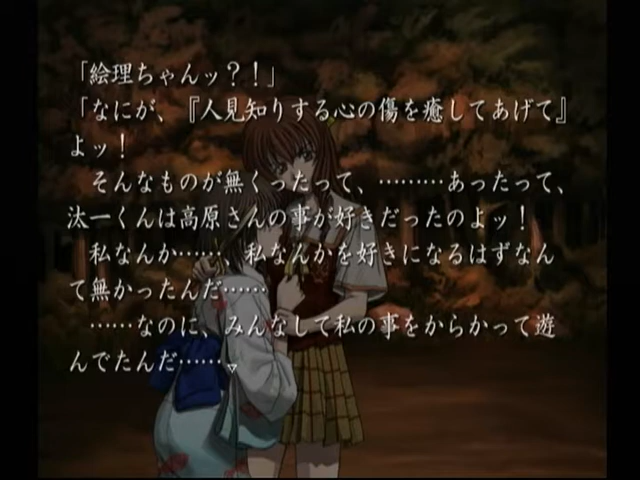 「絵理ちゃんッ？！」
「なにが、『人見知りする心の傷を癒してあげて』
よッ！
　そんなものが無くったって、………あったって、
汰一くんは高原さんの事が好きだったのよッ！
　私なんか……、私なんかを好きになるはずなん
て無かったんだ……
　……なのに、みんなして私の事をからかって遊
んでたんだ……